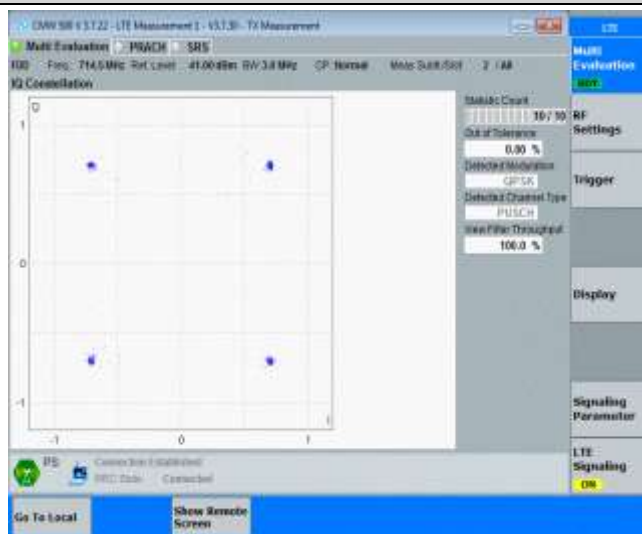 CMW 500 V 3.7.22 - LTE Measurement 1 - V3.7.30 - TX Measurement
Multi Evaluation PRACH SRS
FDD Freq.: 714.5 MHz Ref. Level: 41.00 dBm BW: 3.0 MHz CP: Normal Meas Subfr./Slot: 2 / All
IQ Constellation
Q
1
0
-1
I
-1 0 1
Statistic Count
10 / 10
Out of Tolerance
0.00 %
Detected Modulation
QPSK
Detected Channel Type
PUSCH
View Filter Throughput
100.0 %
PS: Connection Established
RRC State: Connected
LTE
Multi
Evaluation
RDY
RF
Settings
Trigger
Display
Signaling
Parameter
LTE
Signaling
ON
Go To Local
Show Remote
Screen